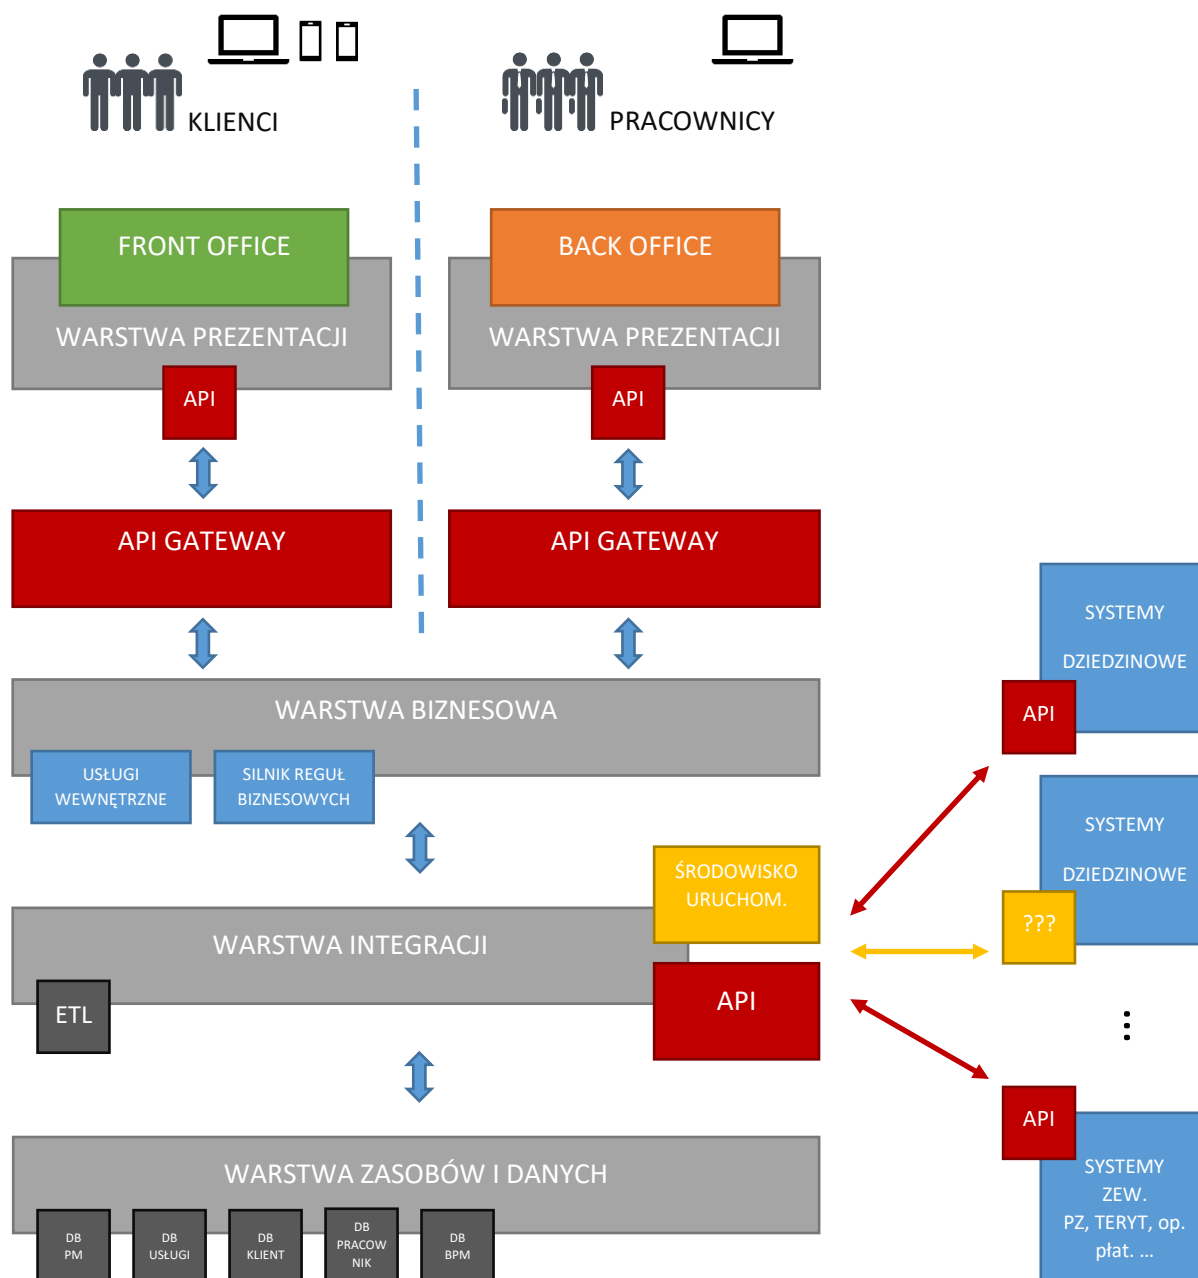 KLIENCI
PRACOWNICY
FRONT OFFICE
BACK OFFICE
WARSTWA PREZENTACJI
WARSTWA PREZENTACJI
API
API
API GATEWAY
API GATEWAY
SYSTEMY
DZIEDZINOWE
API
WARSTWA BIZNESOWA
USŁUGI
WEWNĘTRZNE
SILNIK REGUŁ
BIZNESOWYCH
SYSTEMY
DZIEDZINOWE
???
ŚRODOWISKO
URUCHOM.
WARSTWA INTEGRACJI
API
ETL
API
SYSTEMY
ZEW.
PZ, TERYT, op.
płat. ...
WARSTWA ZASOBÓW I DANYCH
DB
PM
DB
USŁUGI
DB
KLIENT
DB
PRACOW
NIK
DB
BPM